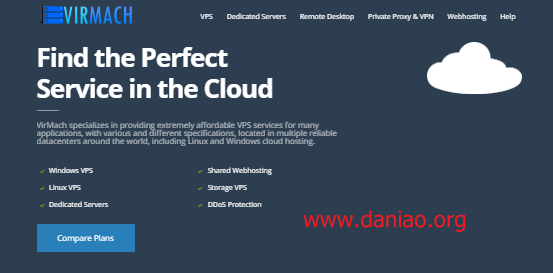 VIRMACH
VPS Dedicated Servers Remote Desktop Private Proxy & VPN Webhosting Help
Find the Perfect
Service in the Cloud
VirMach specializes in providing extremely affordable VPS services for many
applications, with various and different specifications, located in multiple reliable
datacenters around the world, including Linux and Windows cloud hosting.
Windows VPS Shared Webhosting
Linux VPS Storage VPS
Dedicated Servers DDoS Protection
www.daniao.org
Compare Plans